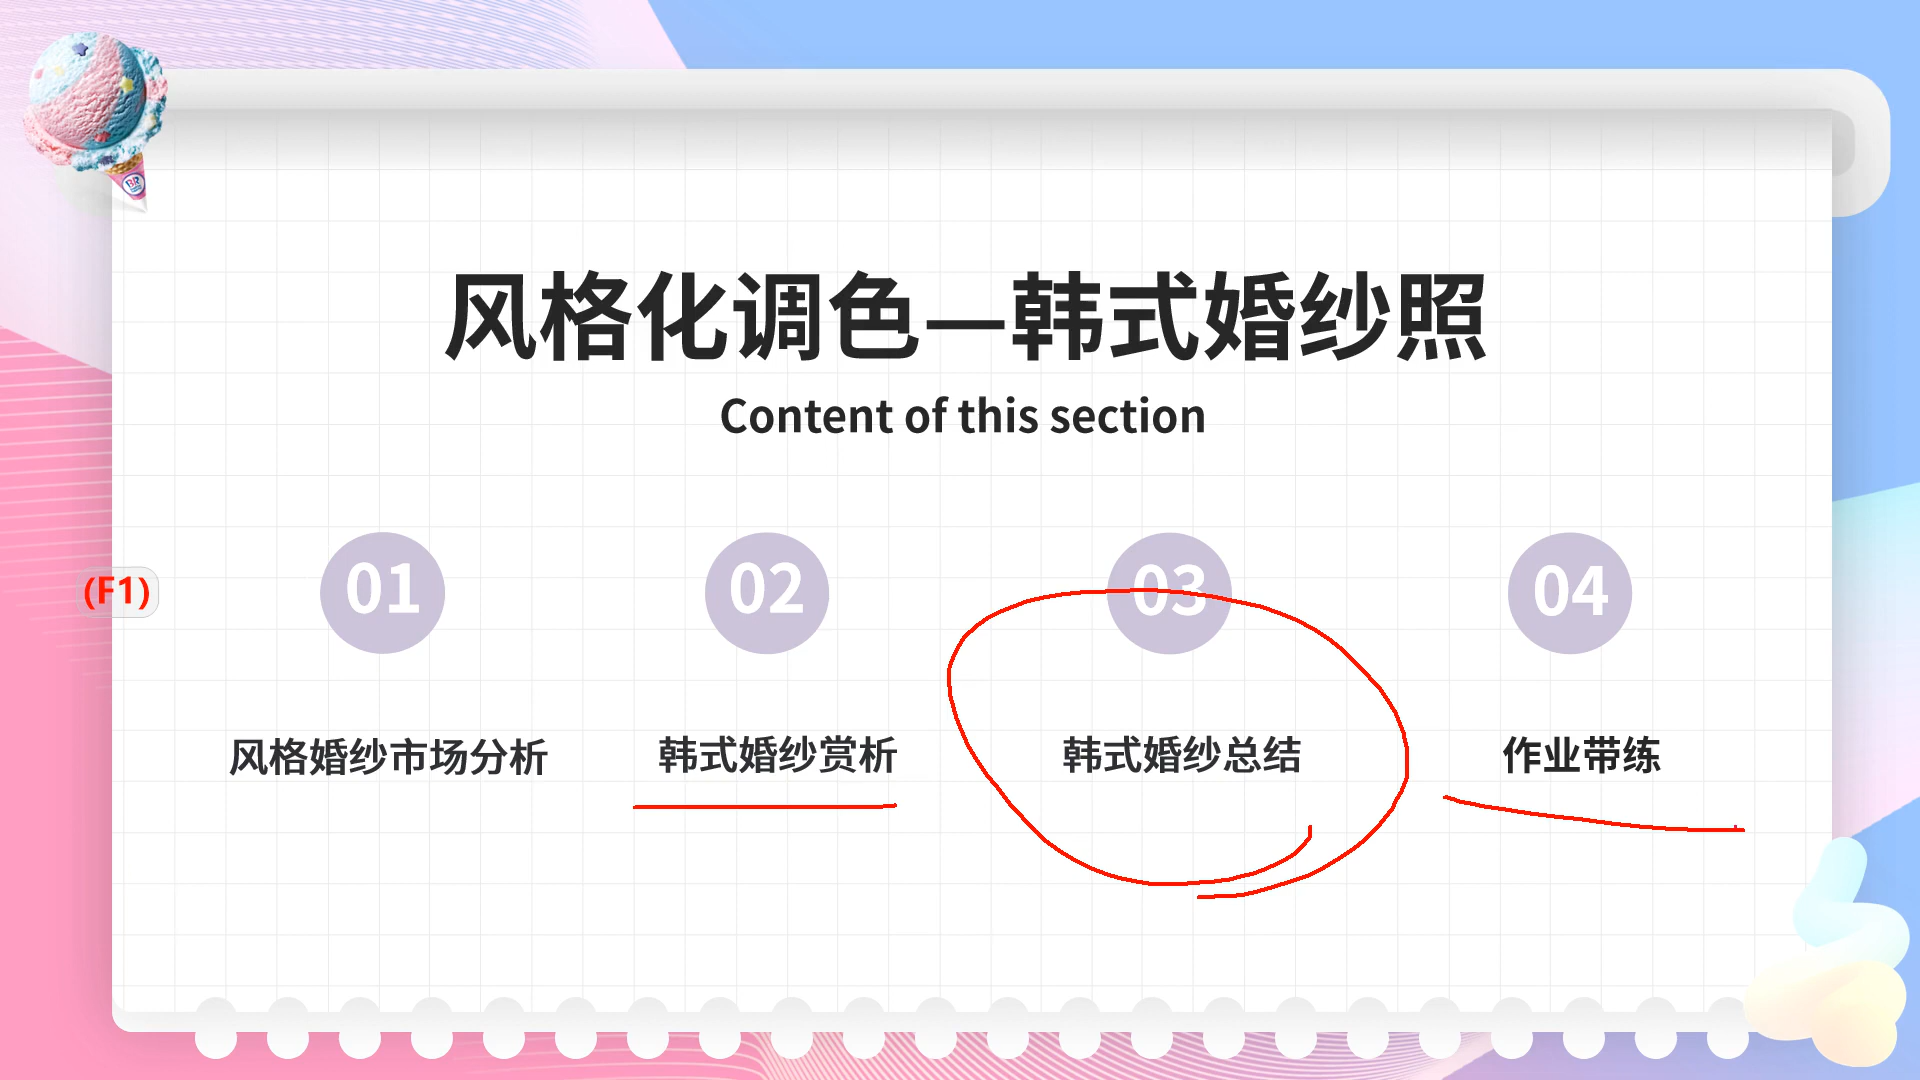 风格化调色—韩式婚纱照
Content of this section
01
02
03
04
(F1)
风格婚纱市场分析
韩式婚纱赏析
韩式婚纱总结
作业带练
BR